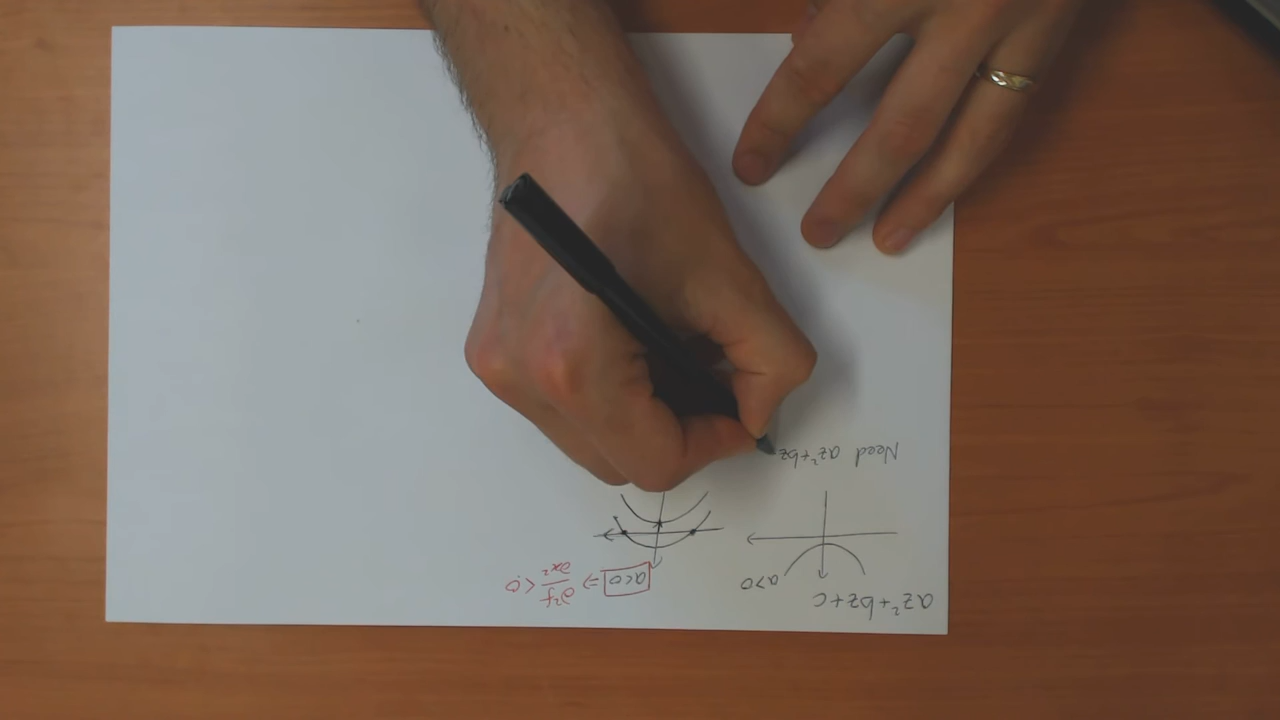 az²+bz+c
a>0
a<0 ⇒ ∂²f/∂x² <0
Need az²+bz